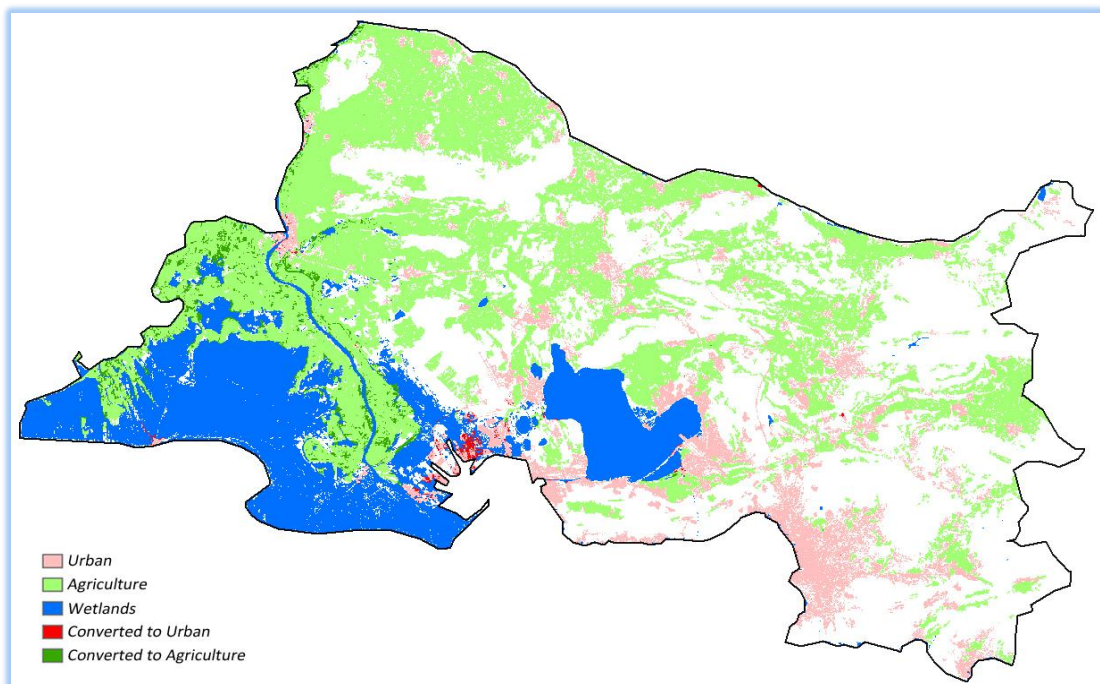 Urban
Agriculture
Wetlands
Converted to Urban
Converted to Agriculture